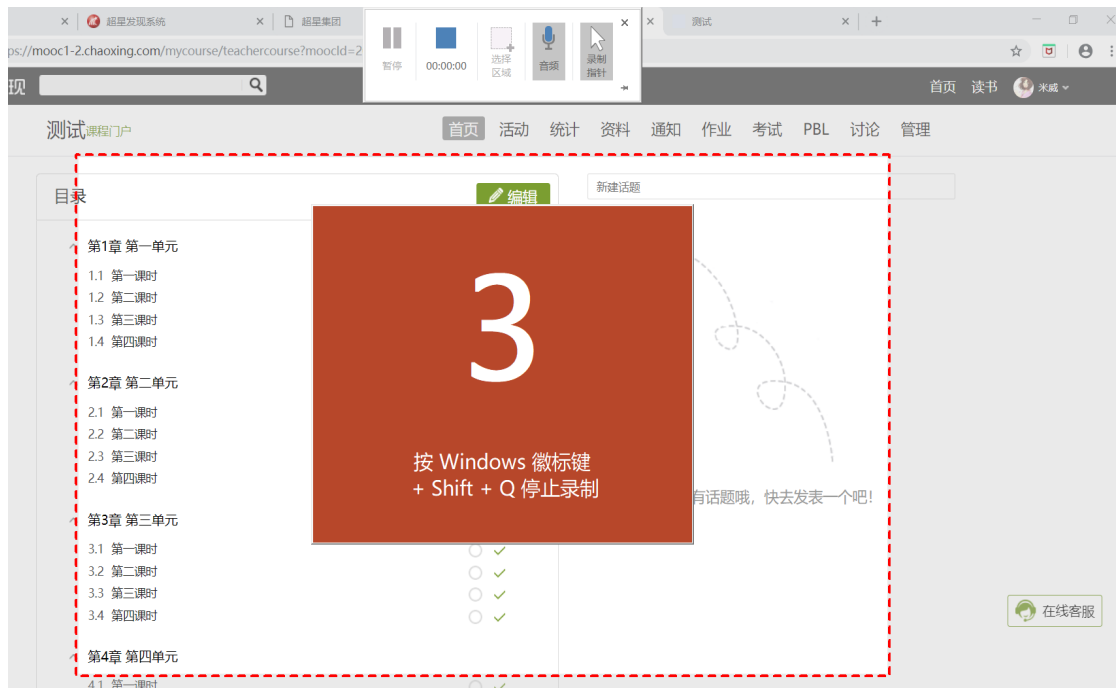 超星发现系统
超星集团
测试
ps://mooc1-2.chaoxing.com/mycourse/teachercourse?moocId=2
暂停
00:00:00
选择
区域
音频
录制
指针
现
首页 读书 米威
测试 课程门户
首页 活动 统计 资料 通知 作业 考试 PBL 讨论 管理
目录
编辑
新建话题
第1章 第一单元
1.1 第一课时
1.2 第二课时
1.3 第三课时
1.4 第四课时
第2章 第二单元
2.1 第一课时
2.2 第二课时
2.3 第三课时
2.4 第四课时
3
按 Windows 徽标键
+ Shift + Q 停止录制
有话题哦，快去发表一个吧！
第3章 第三单元
3.1 第一课时
3.2 第二课时
3.3 第三课时
3.4 第四课时
在线客服
第4章 第四单元
4.1 第一课时